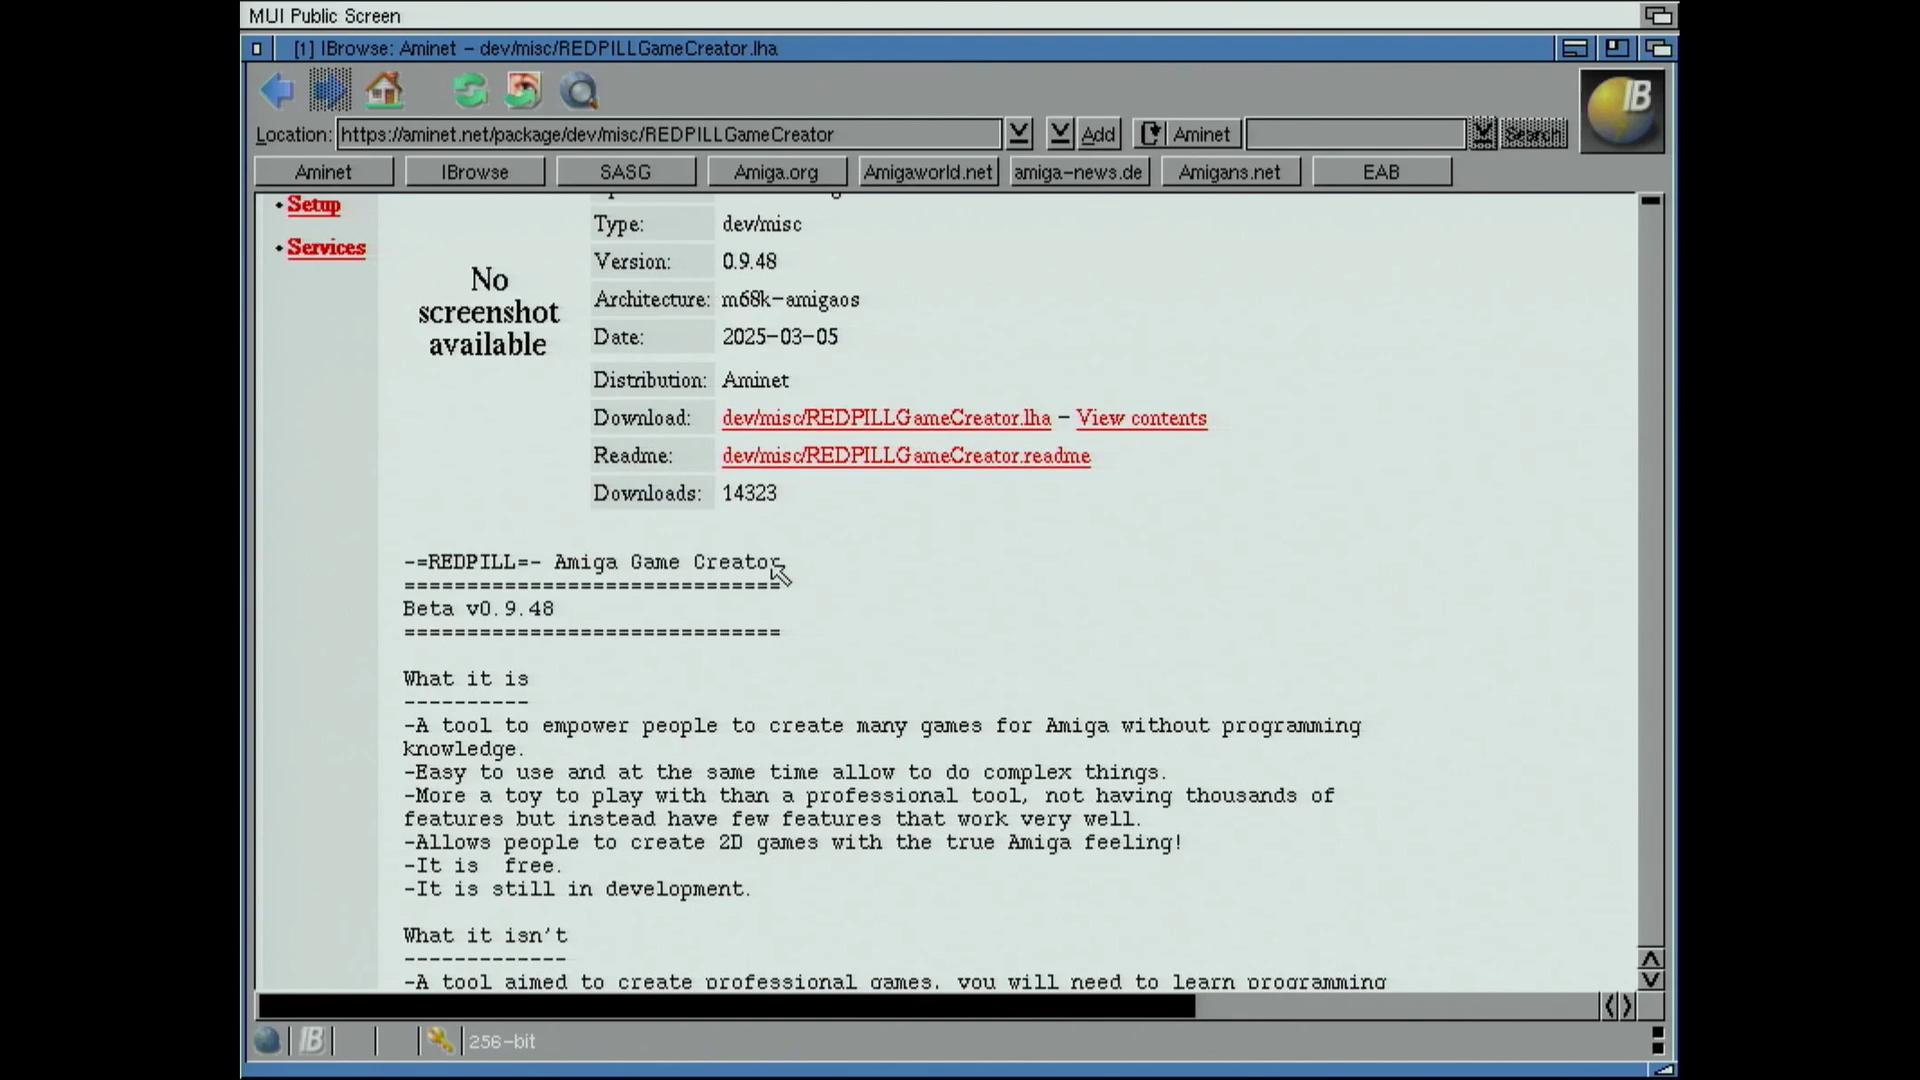 MUI Public Screen
[1] IBrowse: Aminet - dev/misc/REDPILLGameCreator.lha
IB
Location: https://aminet.net/package/dev/misc/REDPILLGameCreator Add Aminet Search
Aminet IBrowse SASG Amiga.org Amigaworld.net amiga-news.de Amigans.net EAB
• Setup
• Services
No
screenshot
available
Type: dev/misc
Version: 0.9.48
Architecture: m68k-amigaos
Date: 2025-03-05
Distribution: Aminet
Download: dev/misc/REDPILLGameCreator.lha - View contents
Readme: dev/misc/REDPILLGameCreator.readme
Downloads: 14323
-=REDPILL=- Amiga Game Creator
==============================
Beta v0.9.48
==============================
What it is
----------
-A tool to empower people to create many games for Amiga without programming
knowledge.
-Easy to use and at the same time allow to do complex things.
-More a toy to play with than a professional tool, not having thousands of
features but instead have few features that work very well.
-Allows people to create 2D games with the true Amiga feeling!
-It is  free.
-It is still in development.
What it isn't
-------------
-A tool aimed to create professional games, you will need to learn programming
IB 256-bit